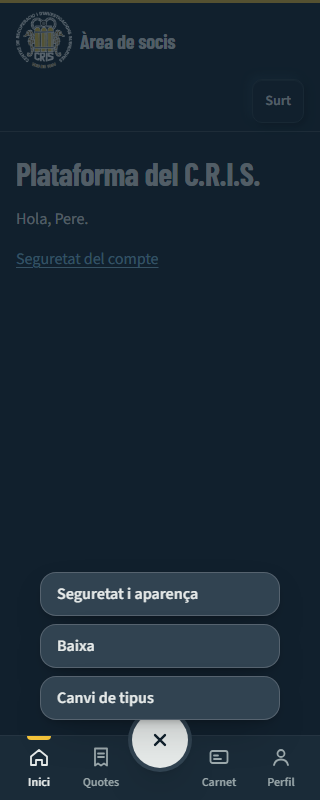 CRIS
Àrea de socis
Surt
Plataforma del C.R.I.S.
Hola, Pere.
Seguretat del compte
Seguretat i aparença
Baixa
Canvi de tipus
Inici
Quotes
Carnet
Perfil